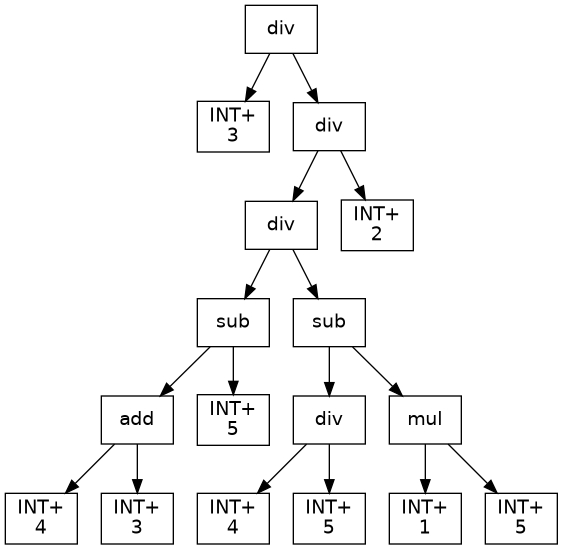 div
INT+
3
div
div
INT+
2
sub
sub
add
INT+
5
div
mul
INT+
4
INT+
3
INT+
4
INT+
5
INT+
1
INT+
5